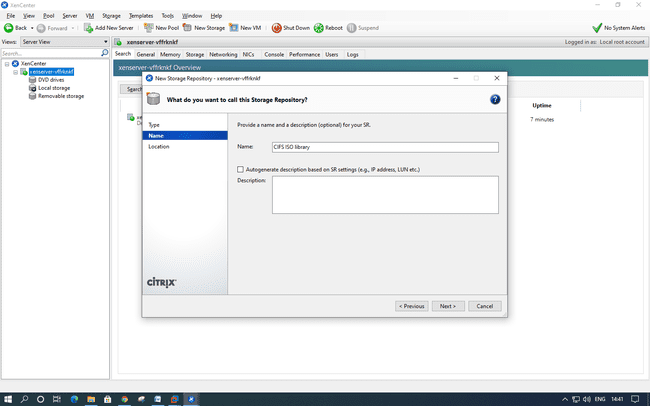 XenCenter
File View Pool Server VM Storage Templates Tools Window Help
Back Forward Add New Server New Pool New Storage New VM Shut Down Reboot Suspend No System Alerts
Views: Server View
xenserver-vffrknkf Logged in as: Local root account
Search...
Search General Memory Storage Networking NICs Console Performance Users Logs
XenCenter
xenserver-vffrknkf
DVD drives
Local storage
Removable storage
xenserver-vffrknkf Overview
Uptime
7 minutes
New Storage Repository - xenserver-vffrknkf
What do you want to call this Storage Repository?
Type
Name
Location
Provide a name and a description (optional) for your SR.
Name: CIFS ISO library
Autogenerate description based on SR settings (e.g., IP address, LUN etc.)
Description:
CİTRIX
< Previous Next > Cancel
ENG 14:41